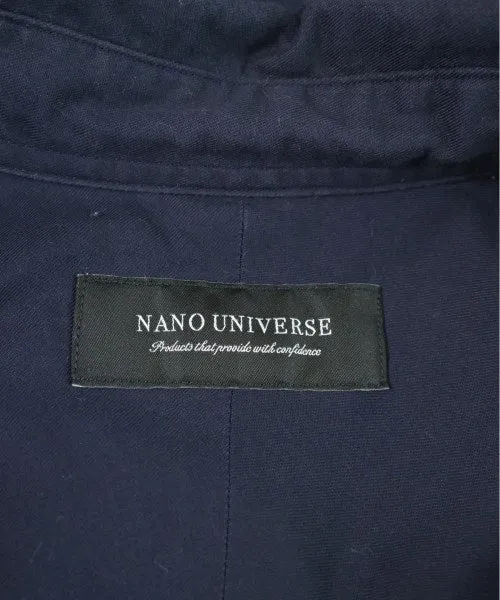 NANO UNIVERSE
Products that provide with confidence